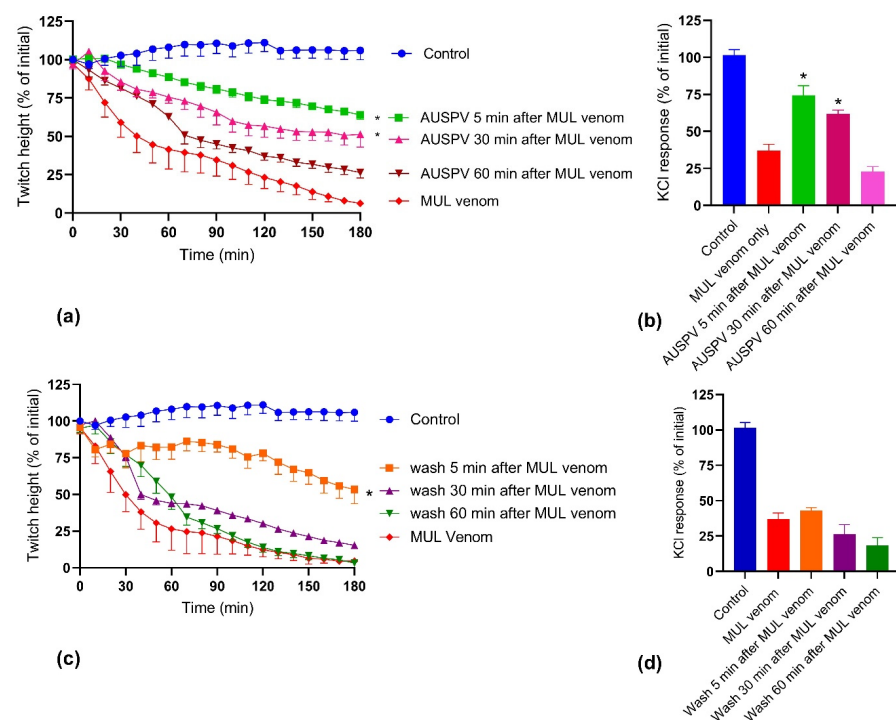 125
100
75
50
25
0
Twitch height (% of initial)
0
30
60
90
120
150
180
Time (min)
Control
* AUSPV 5 min after MUL venom
* AUSPV 30 min after MUL venom
AUSPV 60 min after MUL venom
MUL venom
(a)
125
100
75
50
25
0
KCl response (% of initial)
*
*
Control
MUL venom only
AUSPV 5 min after MUL venom
AUSPV 30 min after MUL venom
AUSPV 60 min after MUL venom
(b)
125
100
75
50
25
0
Twitch height (% of initial)
0
30
60
90
120
150
180
Time (min)
Control
wash 5 min after MUL venom
*
wash 30 min after MUL venom
wash 60 min after MUL venom
MUL Venom
(c)
125
100
75
50
25
0
KCl response (% of initial)
Control
MUL venom
Wash 5 min after MUL venom
Wash 30 min after MUL venom
Wash 60 min after MUL venom
(d)